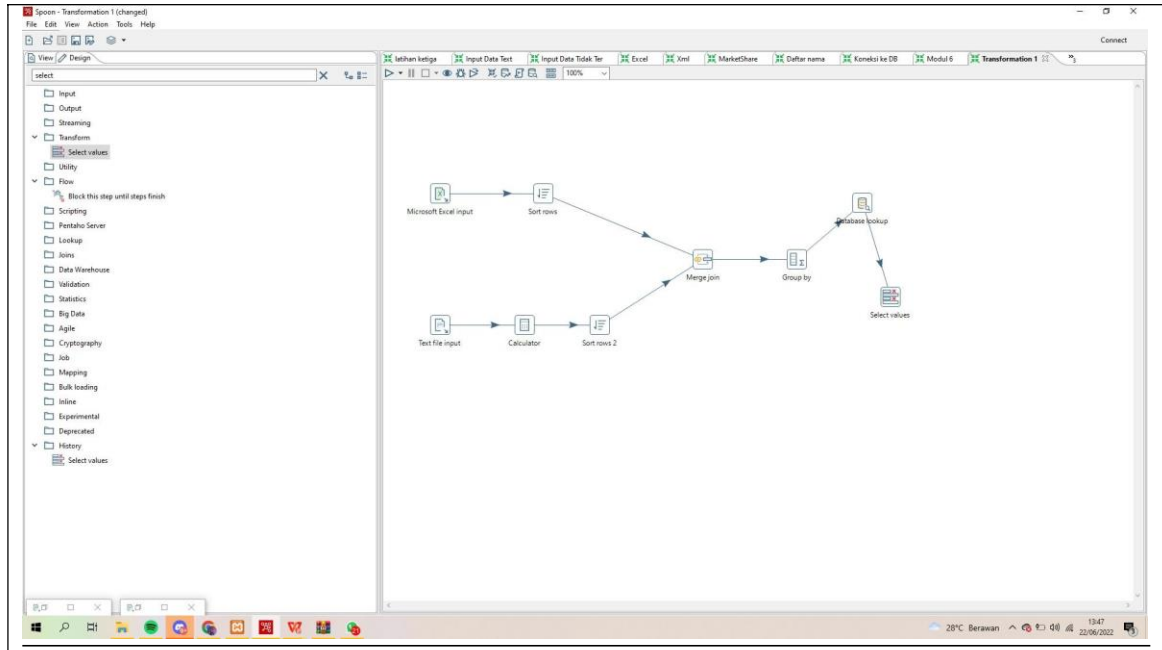 Spoon - Transformation 1 (changed)
File Edit View Action Tools Help
Connect
View Design
select
Input
Output
Streaming
Transform
Select values
Utility
Flow
Block this step until steps finish
Scripting
Pentaho Server
Lookup
Joins
Data Warehouse
Validation
Statistics
Big Data
Agile
Cryptography
Job
Mapping
Bulk loading
Inline
Experimental
Deprecated
History
Select values
latihan ketiga Input Data Text Input Data Tidak Ter Excel Xml MarketShare Daftar nama Koneksi ke DB Modul 6 Transformation 1
100%
Microsoft Excel input Sort rows
Database lookup
Merge join Group by
Select values
Text file input Calculator Sort rows 2
28°C Berawan
13:47
22/06/2022